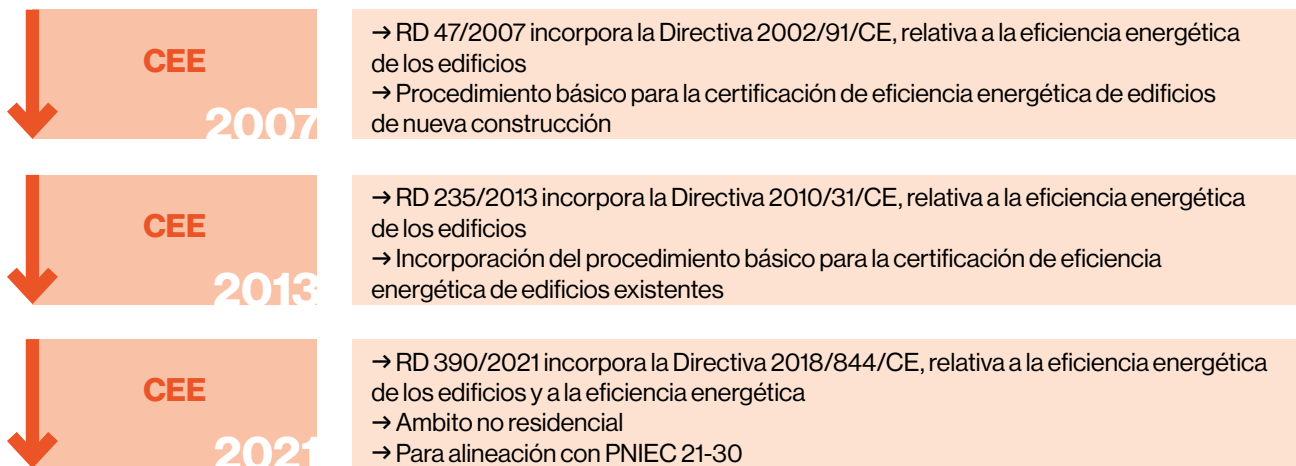 CEE
2007
→ RD 47/2007 incorpora la Directiva 2002/91/CE, relativa a la eficiencia energética
de los edificios
→ Procedimiento básico para la certificación de eficiencia energética de edificios
de nueva construcción
CEE
2013
→ RD 235/2013 incorpora la Directiva 2010/31/CE, relativa a la eficiencia energética
de los edificios
→ Incorporación del procedimiento básico para la certificación de eficiencia
energética de edificios existentes
CEE
2021
→ RD 390/2021 incorpora la Directiva 2018/844/CE, relativa a la eficiencia energética
de los edificios y a la eficiencia energética
→ Ambito no residencial
→ Para alineación con PNIEC 21-30